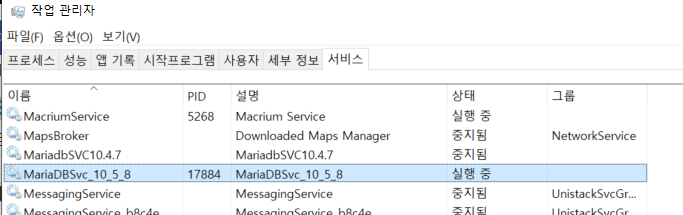 작업 관리자
파일(F) 옵션(O) 보기(V)
프로세스 성능 앱 기록 시작프로그램 사용자 세부 정보 서비스
이름 PID 설명 상태 그룹
MacriumService 5268 Macrium Service 실행 중
MapsBroker Downloaded Maps Manager 중지됨 NetworkService
MariadbSVC10.4.7 MariadbSVC10.4.7 중지됨
MariaDBSvc_10_5_8 17884 MariaDBSvc_10_5_8 실행 중
MessagingService MessagingService 중지됨 UnistackSvcGr...
MessagingService_b8c4e MessagingService_b8c4e 중지됨 UnistackSvcGr...